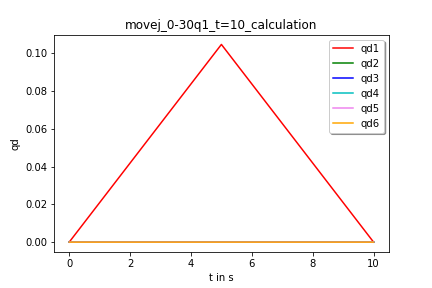 movej_0-30q1_t=10_calculation
qd1
qd2
qd3
qd4
qd5
qd6
0.10
0.08
0.06
0.04
0.02
0.00
qd
0
2
4
6
8
10
t in s